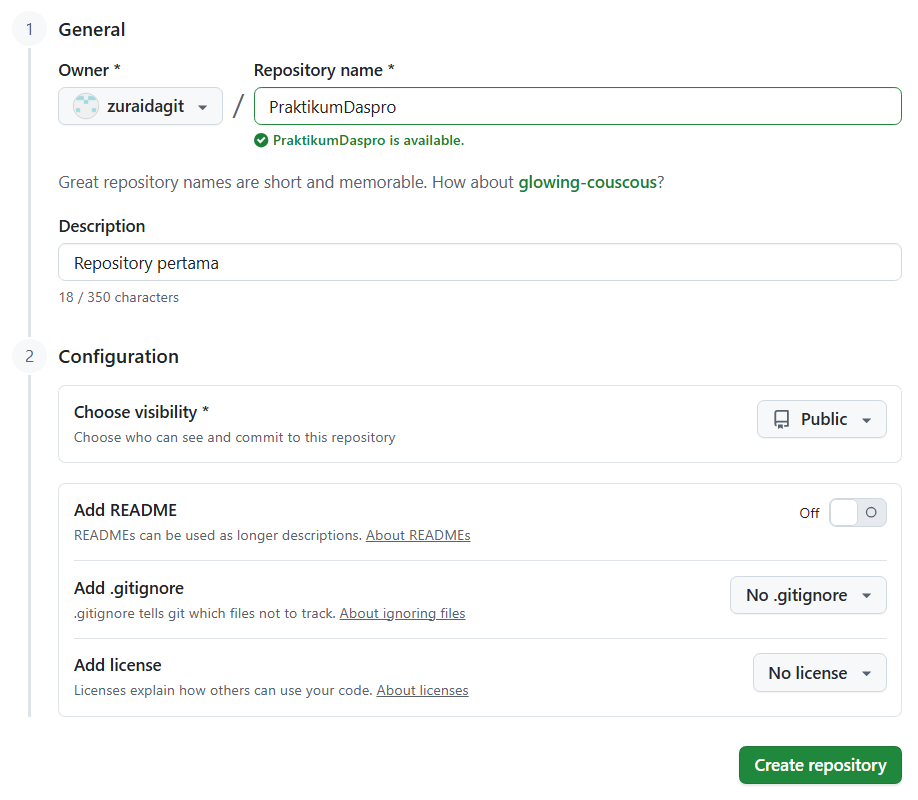 1 General
Owner * Repository name *
zuraidagit / PraktikumDaspro
PraktikumDaspro is available.
Great repository names are short and memorable. How about glowing-couscous?
Description
Repository pertama
18 / 350 characters
2 Configuration
Choose visibility *
Choose who can see and commit to this repository
Public
Add README
READMEs can be used as longer descriptions. About READMEs
Off
Add .gitignore
.gitignore tells git which files not to track. About ignoring files
No .gitignore
Add license
Licenses explain how others can use your code. About licenses
No license
Create repository